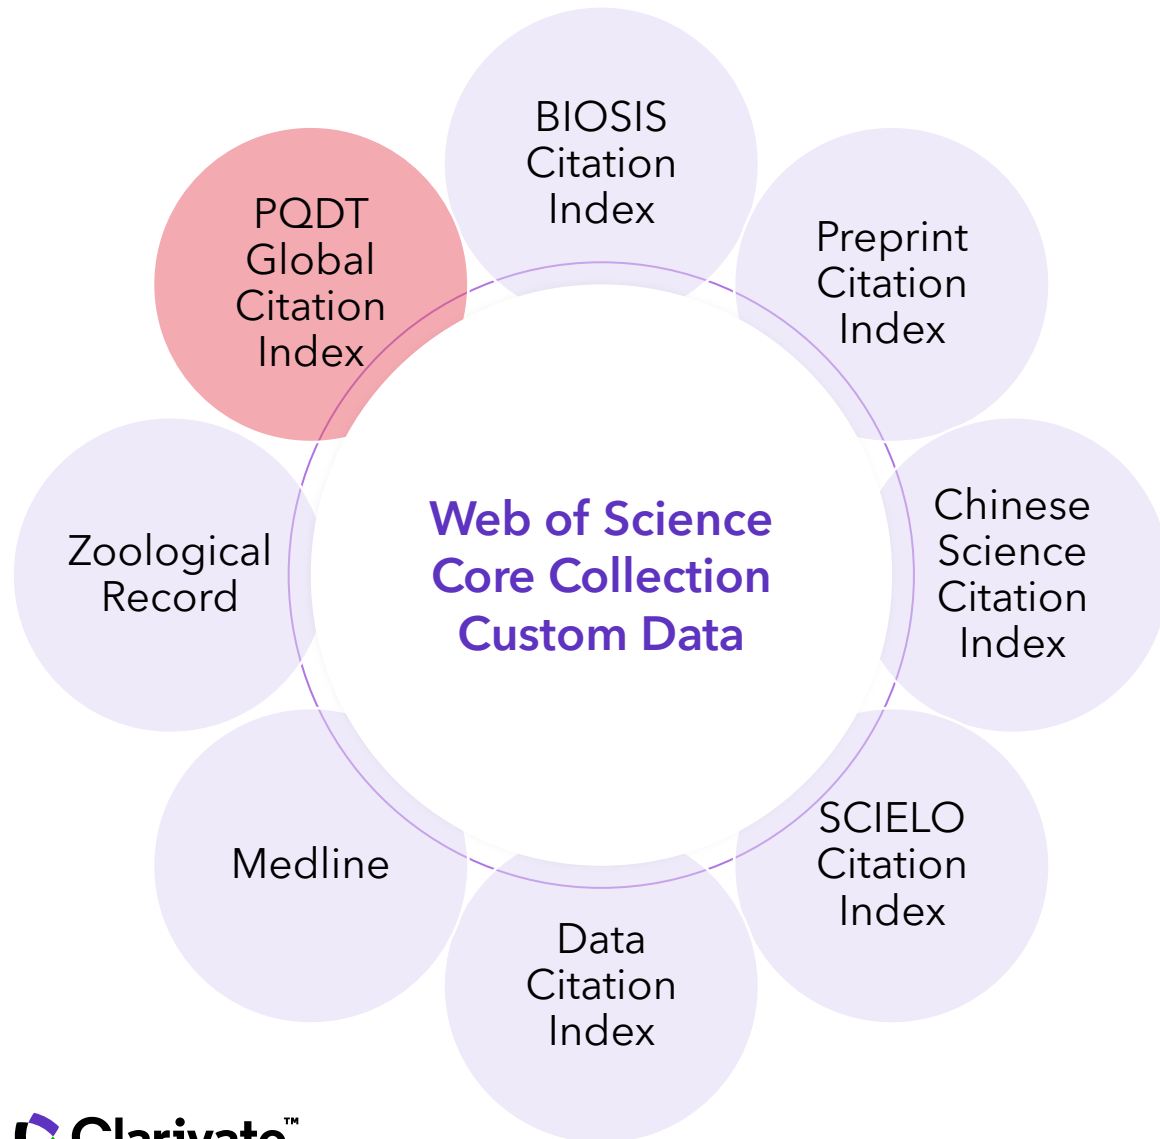 BIOSIS
Citation
Index
Preprint
Citation
Index
Chinese
Science
Citation
Index
SCIELO
Citation
Index
Data
Citation
Index
Medline
Zoological
Record
PQDT
Global
Citation
Index
Web of Science
Core Collection
Custom Data
Clarivate™